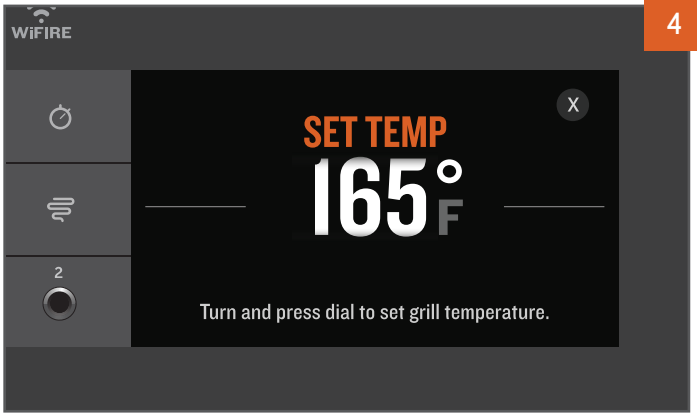 4
WiFIRE
X
SET TEMP
165°F
2
Turn and press dial to set grill temperature.